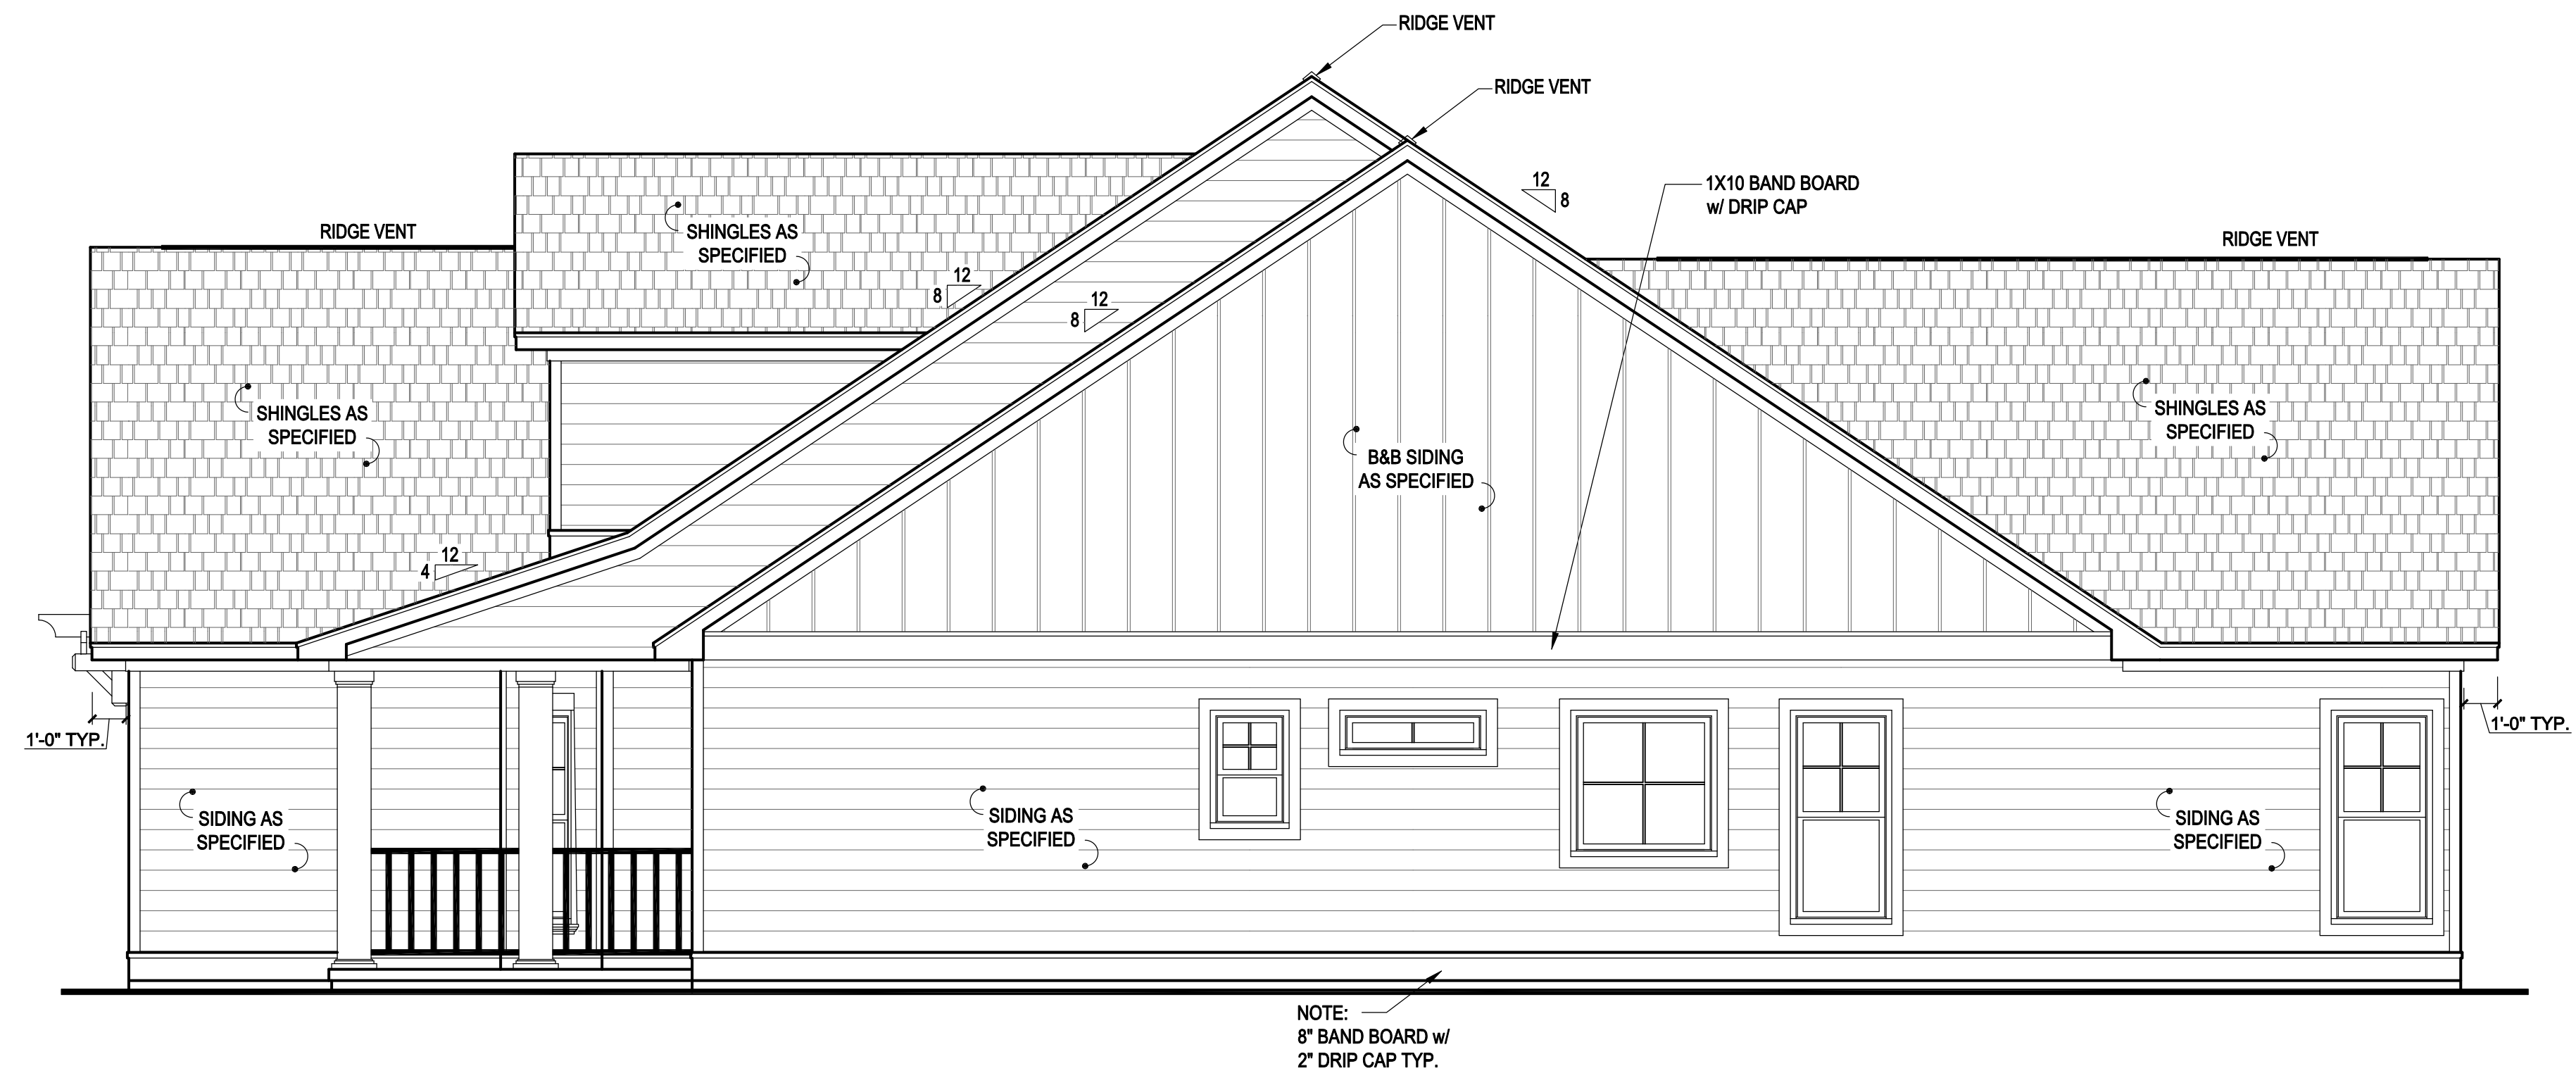 RIDGE VENT
RIDGE VENT
12
8
1X10 BAND BOARD
w/ DRIP CAP
RIDGE VENT
SHINGLES AS
SPECIFIED
RIDGE VENT
12
8
12
8
SHINGLES AS
SPECIFIED
SHINGLES AS
SPECIFIED
B&B SIDING
AS SPECIFIED
12
4
1'-0" TYP.
1'-0" TYP.
SIDING AS
SPECIFIED
SIDING AS
SPECIFIED
SIDING AS
SPECIFIED
NOTE:
8" BAND BOARD w/
2" DRIP CAP TYP.